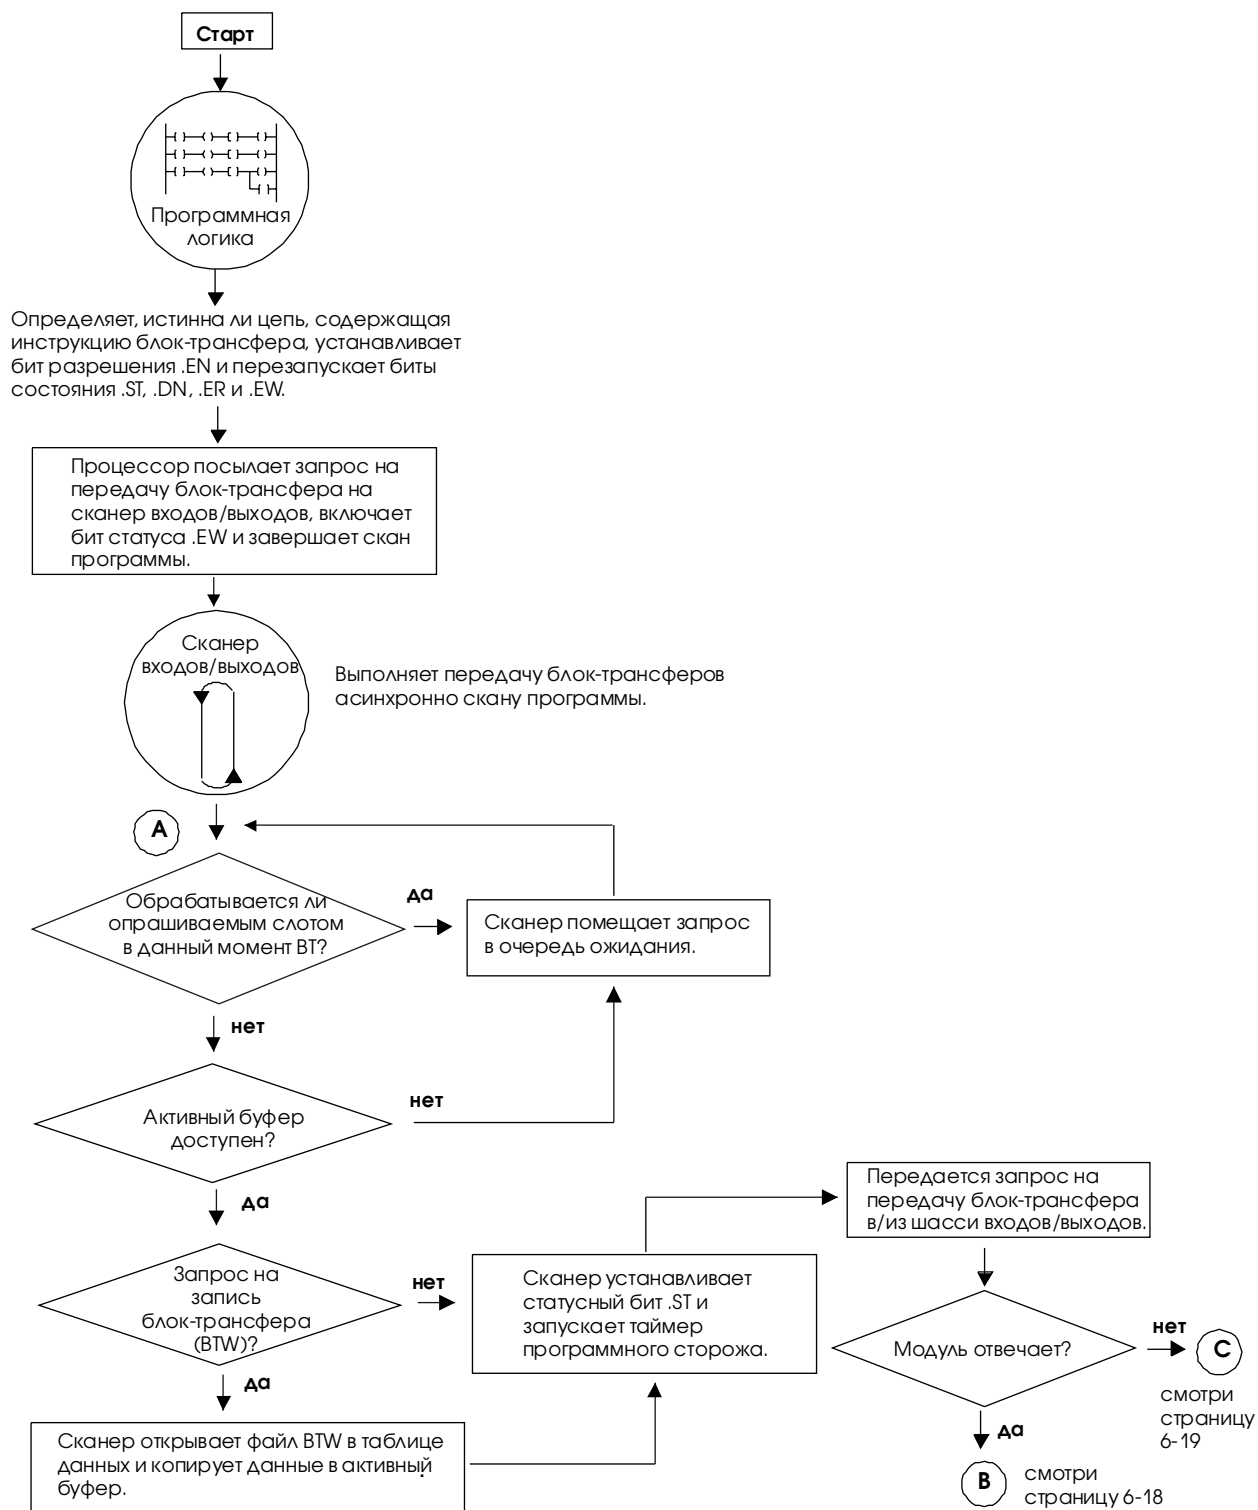 Старт
Программная
логика
Определяет, истинна ли цепь, содержащая
инструкцию блок-трансфера, устанавливает
бит разрешения .EN и перезапускает биты
состояния .ST, .DN, .ER и .EW.
Процессор посылает запрос на
передачу блок-трансфера на
сканер входов/выходов, включает
бит статуса .EW и завершает скан
программы.
Сканер
входов/выходов
Выполняет передачу блок-трансферов
асинхронно скану программы.
A
Обрабатывается ли
опрашиваемым слотом
в данный момент BT?
да
Сканер помещает запрос
в очередь ожидания.
нет
Активный буфер
доступен?
нет
да
Запрос на
запись
блок-трансфера
(BTW)?
нет
Сканер устанавливает
статусный бит .ST и
запускает таймер
программного сторожа.
да
Сканер открывает файл BTW в таблице
данных и копирует данные в активный
буфер.
Передается запрос на
передачу блок-трансфера
в/из шасси входов/выходов.
Модуль отвечает?
нет
C
смотри
страницу
6-19
да
B
смотри
страницу 6-18